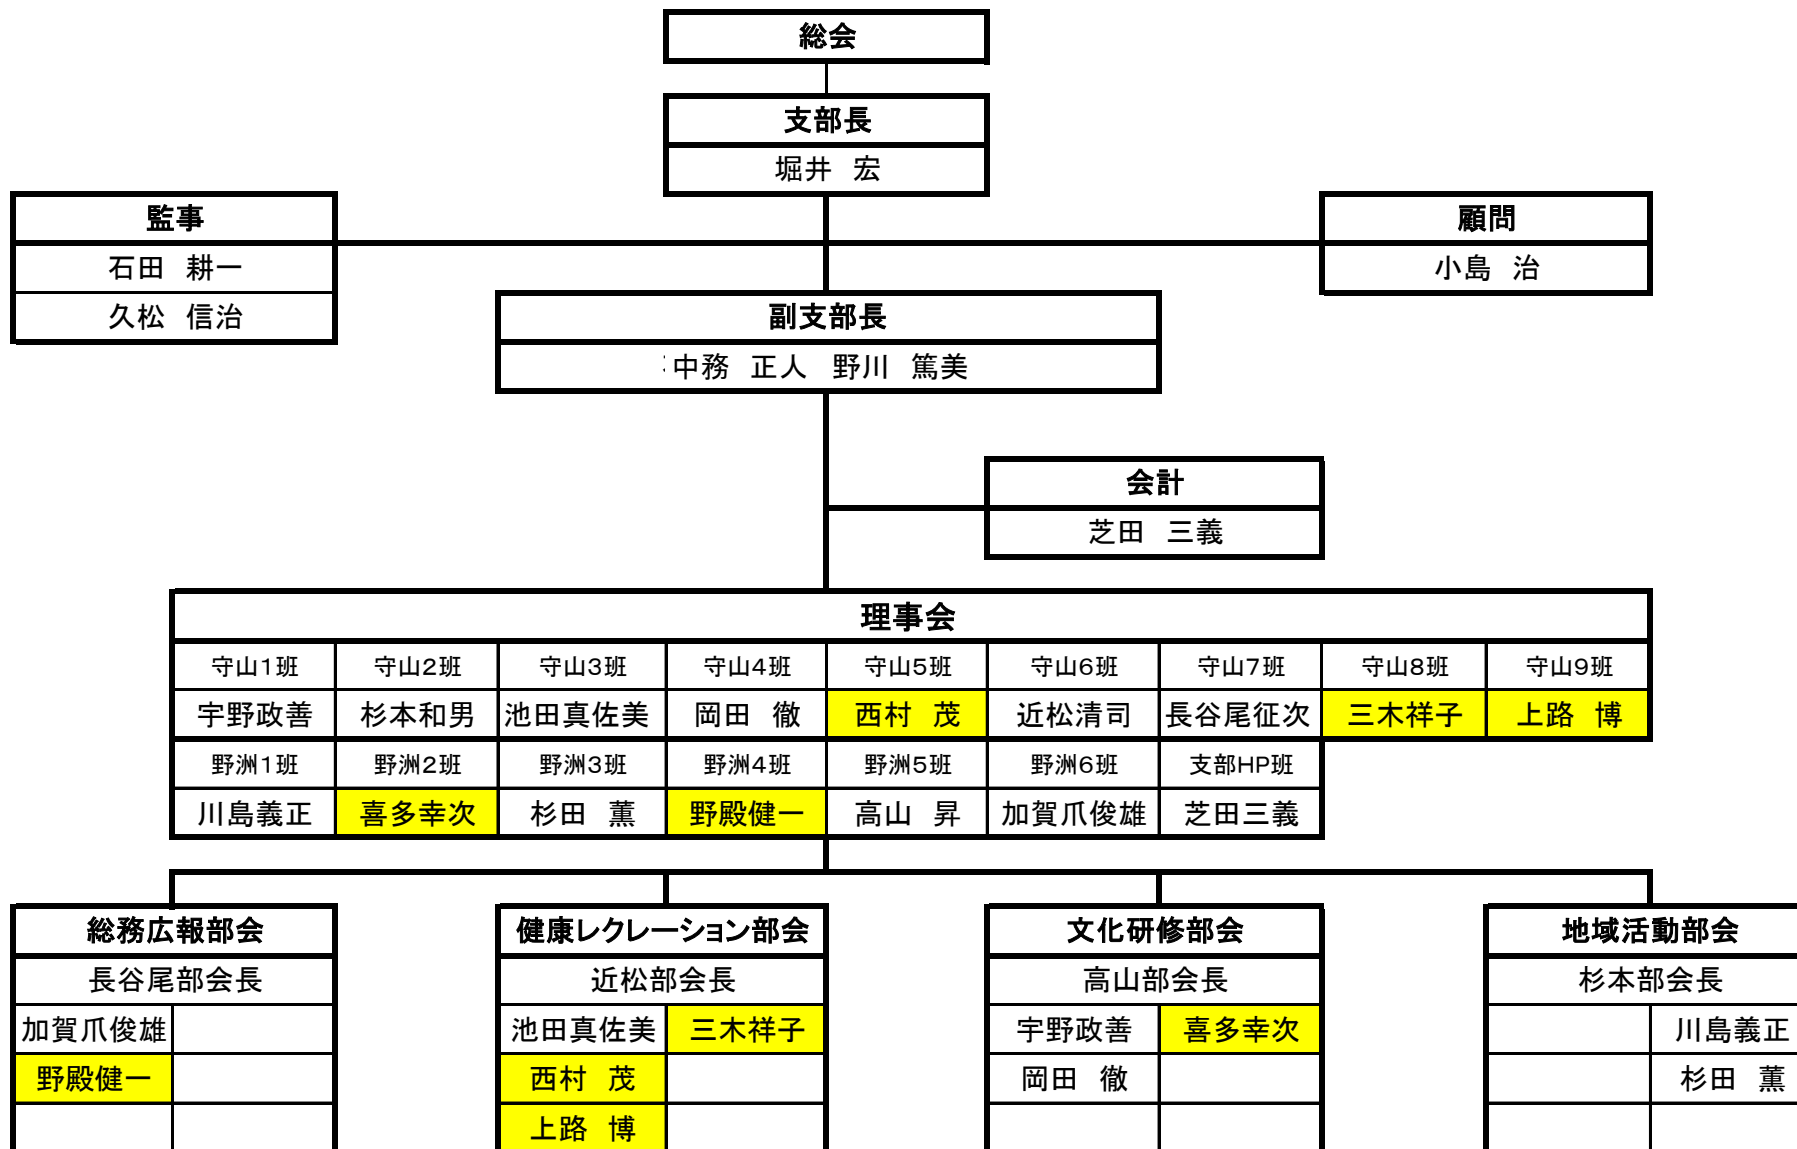 総会
支部長
堀井 宏
監事
顧問
石田 耕一
小島 治
久松 信治
副支部長
中務 正人 野川 篤美
会計
芝田 三義
理事会
守山1班 守山2班 守山3班 守山4班 守山5班 守山6班 守山7班 守山8班 守山9班
宇野政善 杉本和男 池田真佐美 岡田 徹 西村 茂 近松清司 長谷尾征次 三木祥子 上路 博
野洲1班 野洲2班 野洲3班 野洲4班 野洲5班 野洲6班 支部HP班
川島義正 喜多幸次 杉田 薫 野殿健一 高山 昇 加賀爪俊雄 芝田三義
総務広報部会 健康レクレーション部会 文化研修部会 地域活動部会
長谷尾部会長 近松部会長 高山部会長 杉本部会長
加賀爪俊雄 池田真佐美 三木祥子 宇野政善 喜多幸次 川島義正
野殿健一 西村 茂 岡田 徹 杉田 薫
上路 博